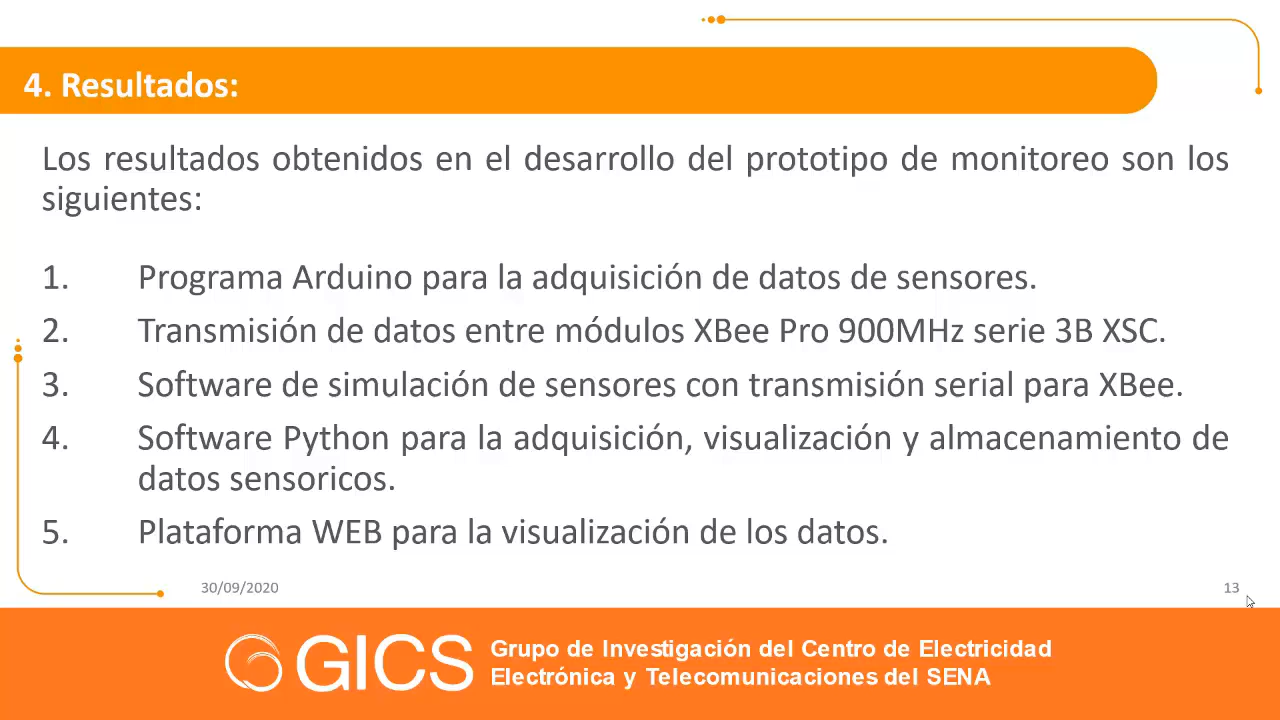 4. Resultados:
Los resultados obtenidos en el desarrollo del prototipo de monitoreo son los
siguientes:
1. Programa Arduino para la adquisición de datos de sensores.
2. Transmisión de datos entre módulos XBee Pro 900MHz serie 3B XSC.
3. Software de simulación de sensores con transmisión serial para XBee.
4. Software Python para la adquisición, visualización y almacenamiento de
datos sensoricos.
5. Plataforma WEB para la visualización de los datos.
30/09/2020
13
GICS
Grupo de Investigación del Centro de Electricidad
Electrónica y Telecomunicaciones del SENA